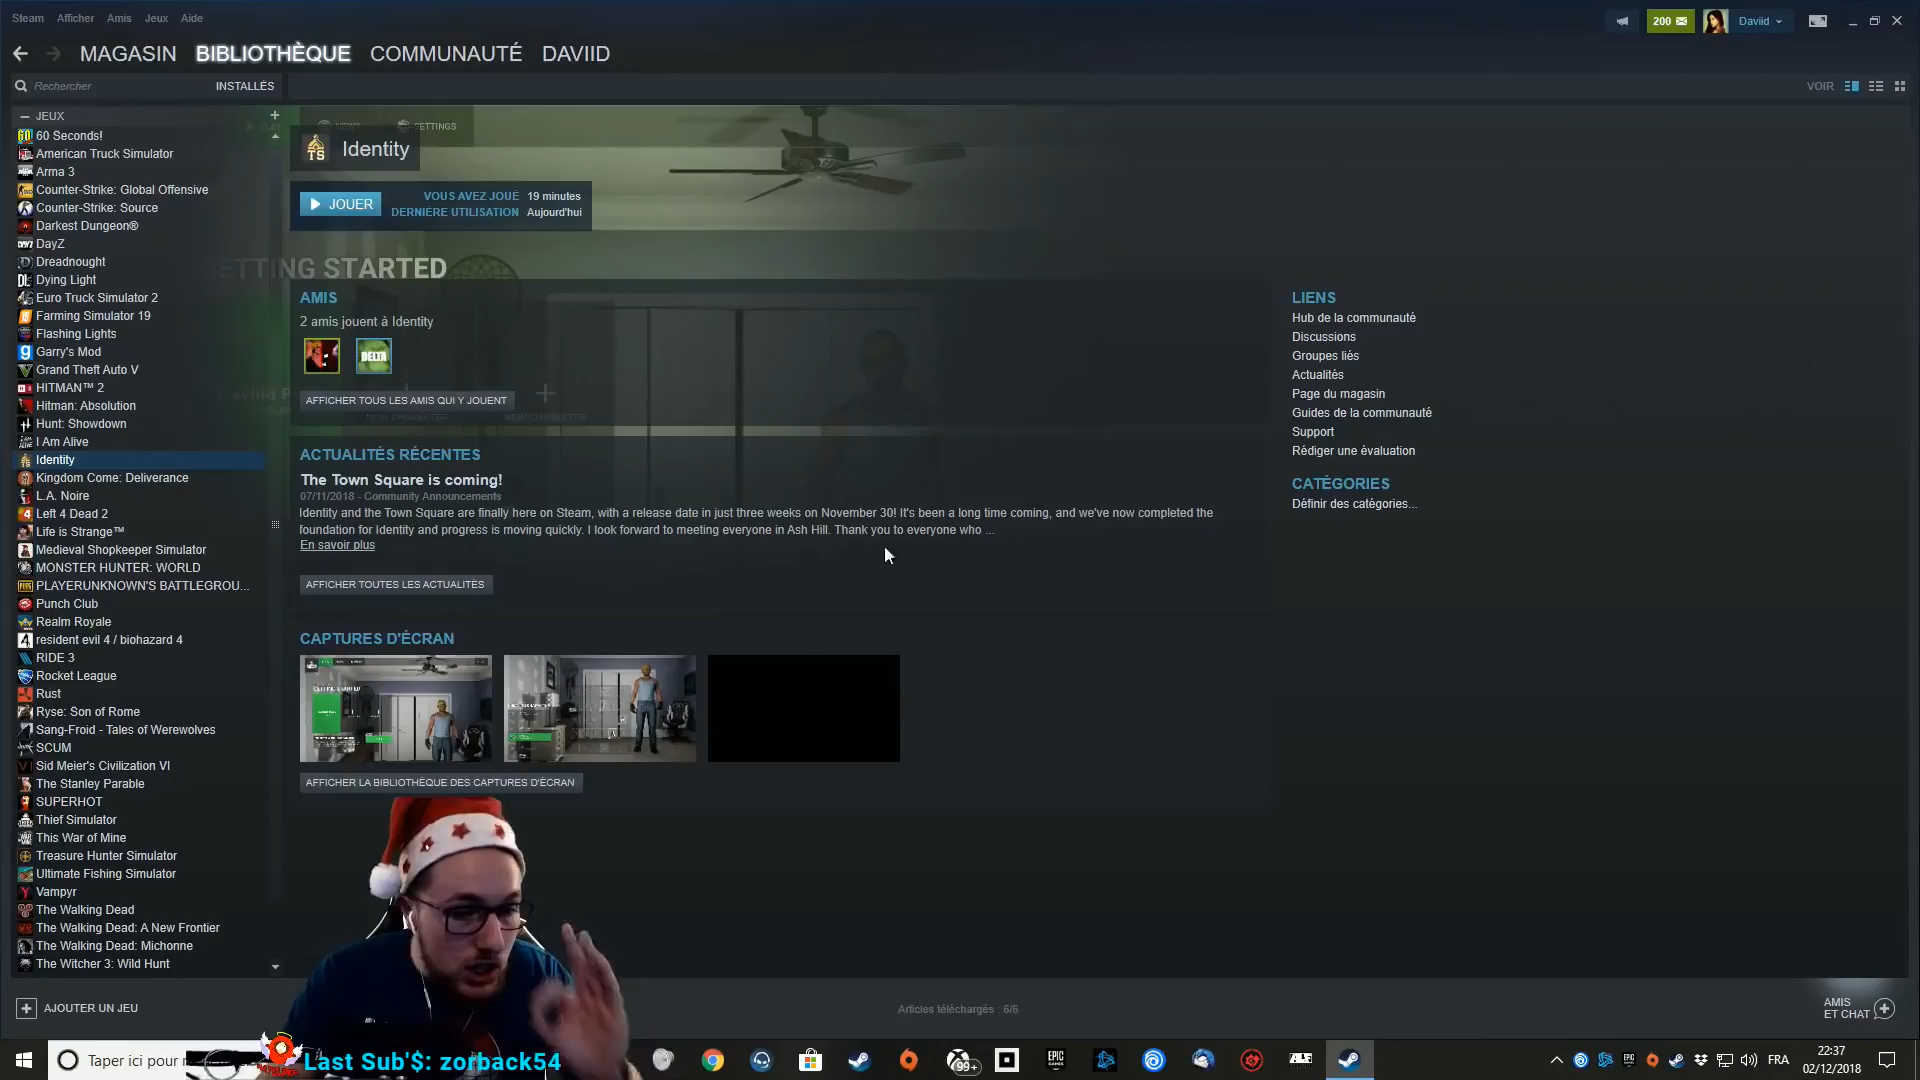 Steam Afficher Amis Jeux Aide
200 Daviid
MAGASIN BIBLIOTHÈQUE COMMUNAUTÉ DAVIID
Rechercher INSTALLÉS VOIR
JEUX
60 Seconds!
American Truck Simulator
Arma 3
Counter-Strike: Global Offensive
Counter-Strike: Source
Darkest Dungeon®
DayZ
Dreadnought
Dying Light
Euro Truck Simulator 2
Farming Simulator 19
Flashing Lights
Garry's Mod
Grand Theft Auto V
HITMAN™ 2
Hitman: Absolution
Hunt: Showdown
I Am Alive
Identity
Kingdom Come: Deliverance
L.A. Noire
Left 4 Dead 2
Life is Strange™
Medieval Shopkeeper Simulator
MONSTER HUNTER: WORLD
PLAYERUNKNOWN'S BATTLEGROU...
Punch Club
Realm Royale
resident evil 4 / biohazard 4
RIDE 3
Rocket League
Rust
Ryse: Son of Rome
Sang-Froid - Tales of Werewolves
SCUM
Sid Meier's Civilization VI
The Stanley Parable
SUPERHOT
Thief Simulator
This War of Mine
Treasure Hunter Simulator
Ultimate Fishing Simulator
Vampyr
The Walking Dead
The Walking Dead: A New Frontier
The Walking Dead: Michonne
The Witcher 3: Wild Hunt
NEWS SETTINGS
Identity
JOUER
VOUS AVEZ JOUÉ 19 minutes
DERNIÈRE UTILISATION Aujourd'hui
ETTING STARTED
AMIS
2 amis jouent à Identity
DELTA
AFFICHER TOUS LES AMIS QUI Y JOUENT
NEW CHARACTER NEW CHARACTER
ACTUALITÉS RÉCENTES
The Town Square is coming!
07/11/2018 - Community Announcements
Identity and the Town Square are finally here on Steam, with a release date in just three weeks on November 30! It's been a long time coming, and we've now completed the
foundation for Identity and progress is moving quickly. I look forward to meeting everyone in Ash Hill. Thank you to everyone who ...
En savoir plus
AFFICHER TOUTES LES ACTUALITÉS
CAPTURES D'ÉCRAN
AFFICHER LA BIBLIOTHÈQUE DES CAPTURES D'ÉCRAN
LIENS
Hub de la communauté
Discussions
Groupes liés
Actualités
Page du magasin
Guides de la communauté
Support
Rédiger une évaluation
CATÉGORIES
Définir des catégories...
AJOUTER UN JEU
Articles téléchargés : 6/6
AMIS
ET CHAT
Taper ici pour
Last Sub'$: zorback54
99+
EPIC
FRA
22:37
02/12/2018